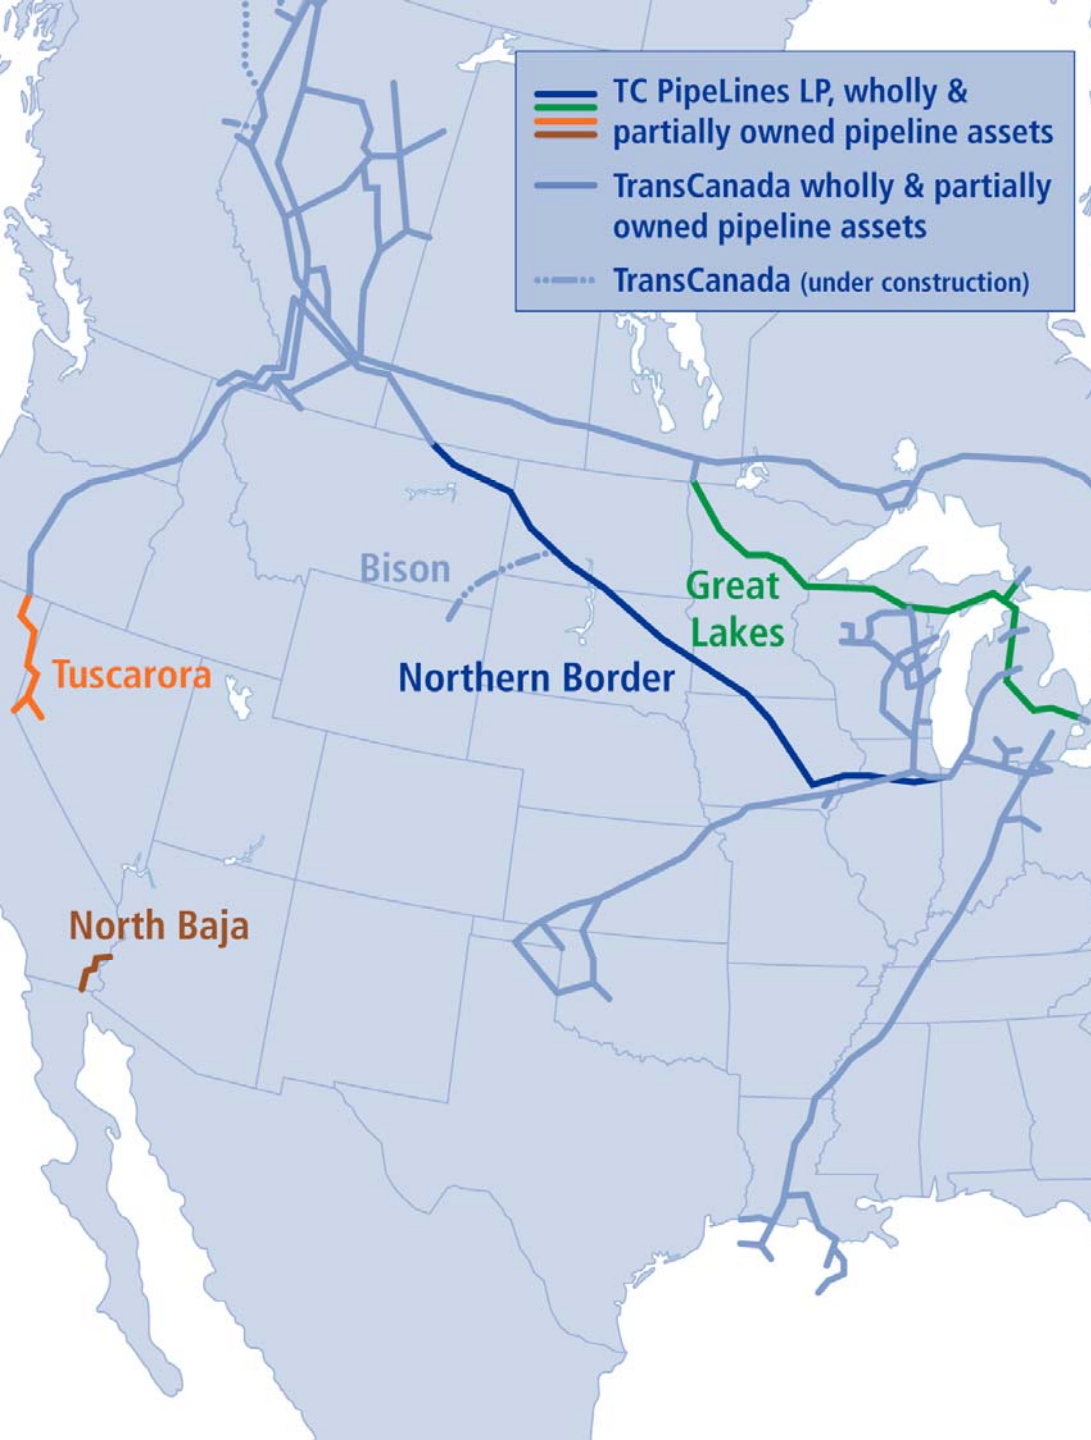 TC PipeLines LP, wholly &
partially owned pipeline assets
TransCanada wholly & partially
owned pipeline assets
TransCanada (under construction)
Bison
Great
Lakes
Northern Border
Tuscarora
North Baja